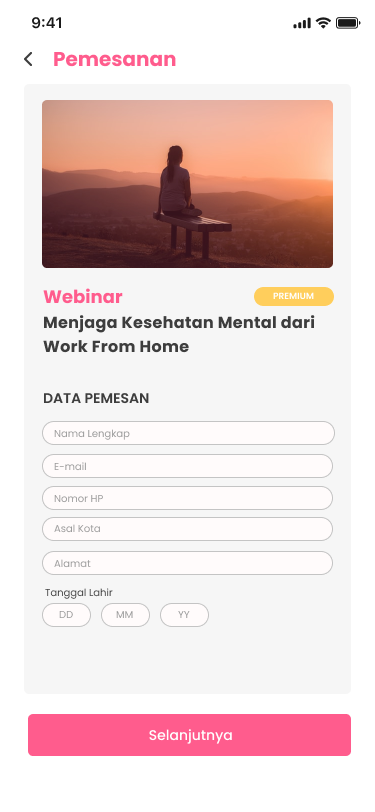 9:41
Pemesanan
Webinar
PREMIUM
Menjaga Kesehatan Mental dari
Work From Home
DATA PEMESAN
Nama Lengkap
E-mail
Nomor HP
Asal Kota
Alamat
Tanggal Lahir
DD MM YY
Selanjutnya